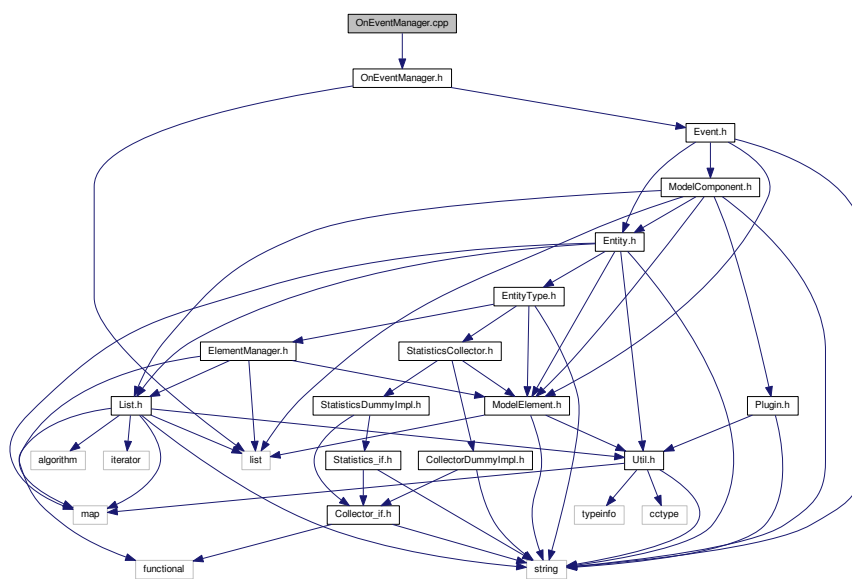 OnEventManager.cpp
OnEventManager.h
Event.h
ModelComponent.h
Entity.h
EntityType.h
ElementManager.h
StatisticsCollector.h
List.h
StatisticsDummyImpl.h
ModelElement.h
Plugin.h
algorithm
iterator
list
Statistics_if.h
CollectorDummyImpl.h
Util.h
map
Collector_if.h
typeinfo
cctype
functional
string